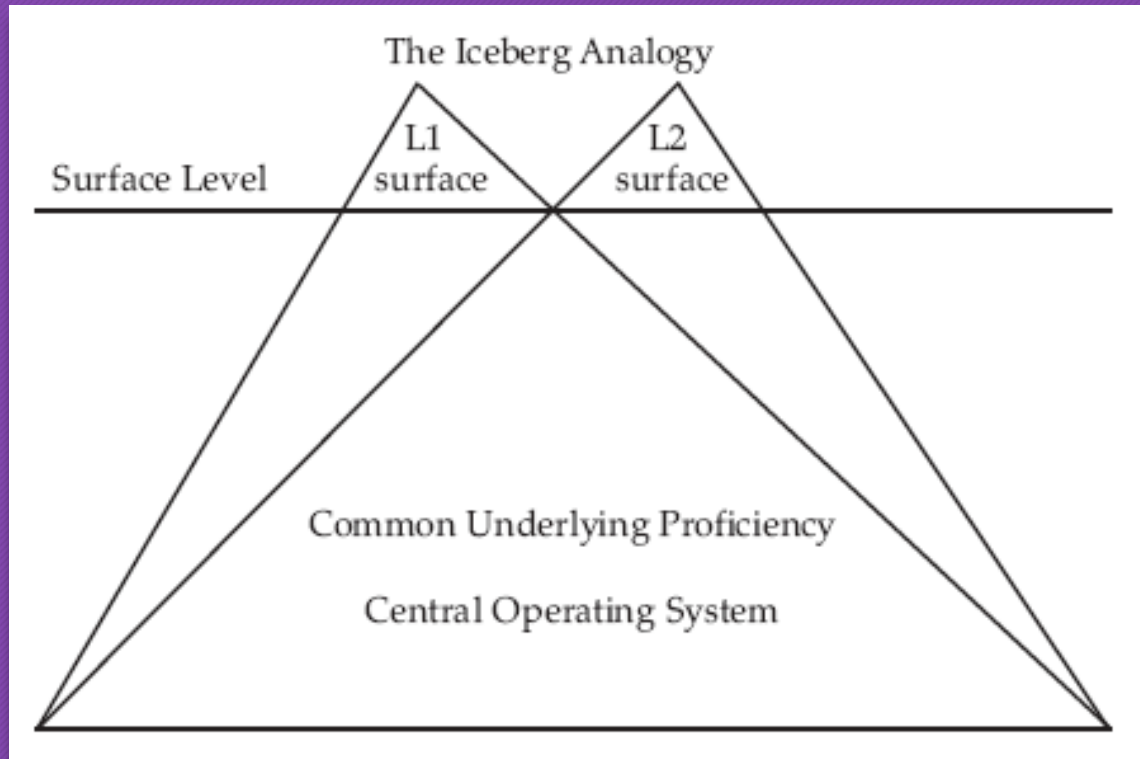 The Iceberg Analogy
L1
surface
L2
surface
Surface Level
Common Underlying Proficiency
Central Operating System